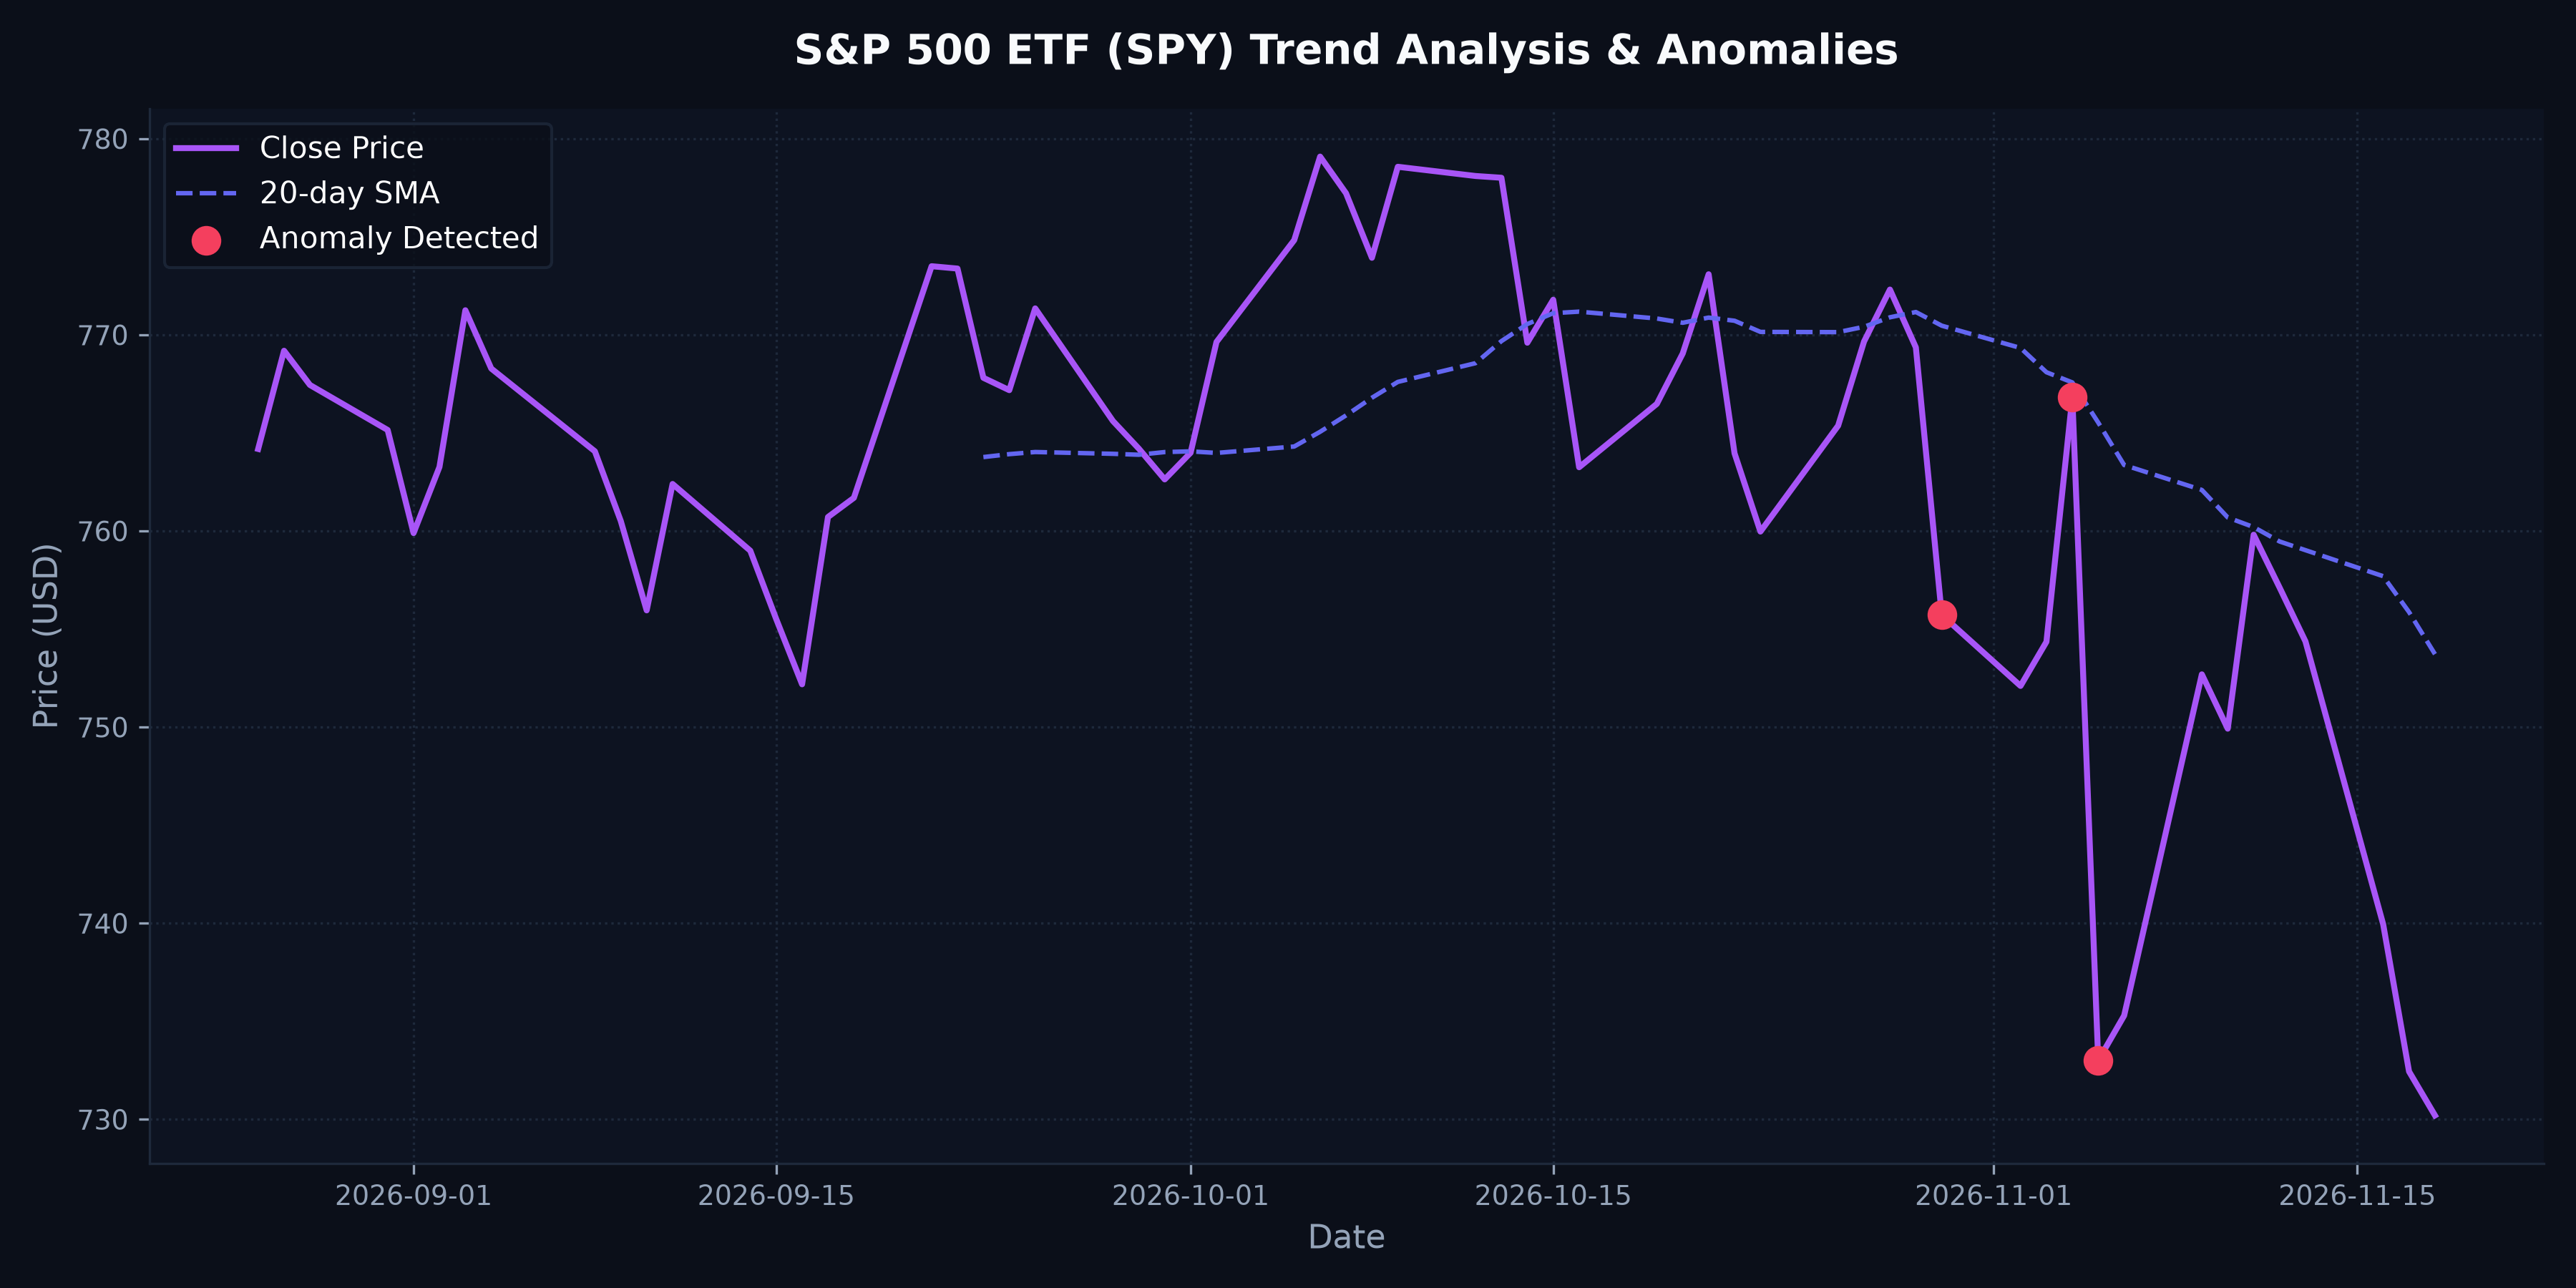 S&P 500 ETF (SPY) Trend Analysis & Anomalies
Close Price
20-day SMA
Anomaly Detected
Price (USD)
780
770
760
750
740
730
2026-09-01
2026-09-15
2026-10-01
2026-10-15
2026-11-01
2026-11-15
Date